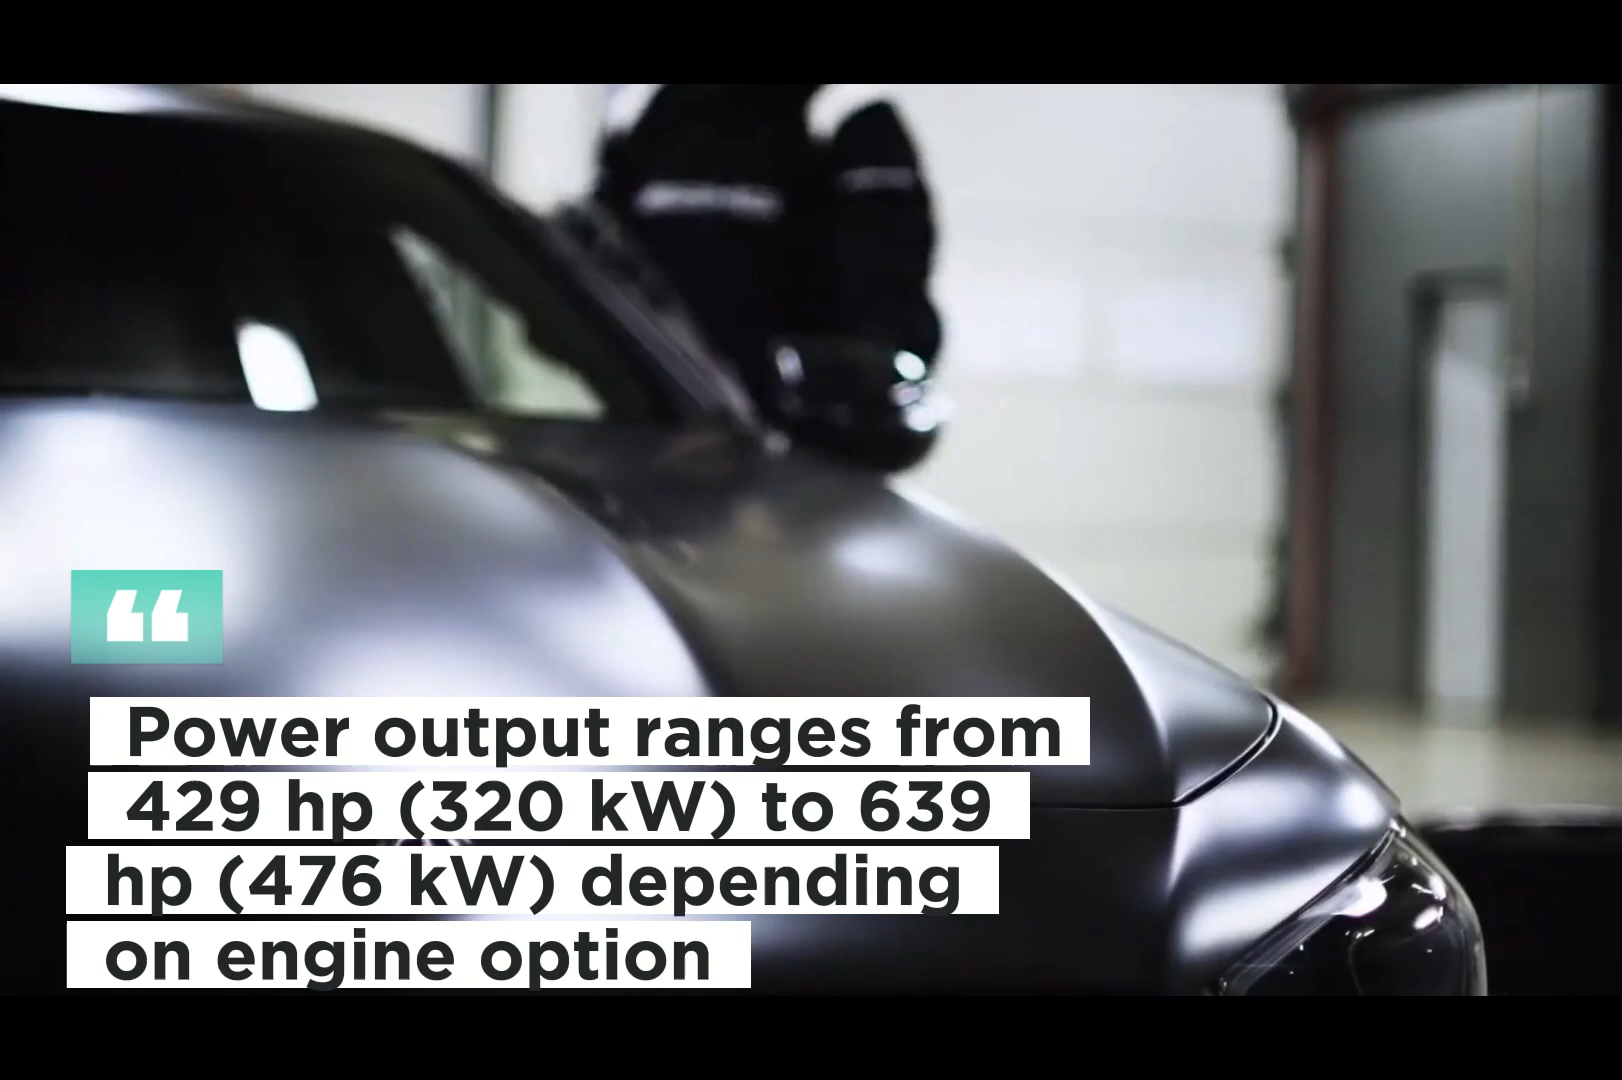 Power output ranges from
429 hp (320 kW) to 639
hp (476 kW) depending
on engine option